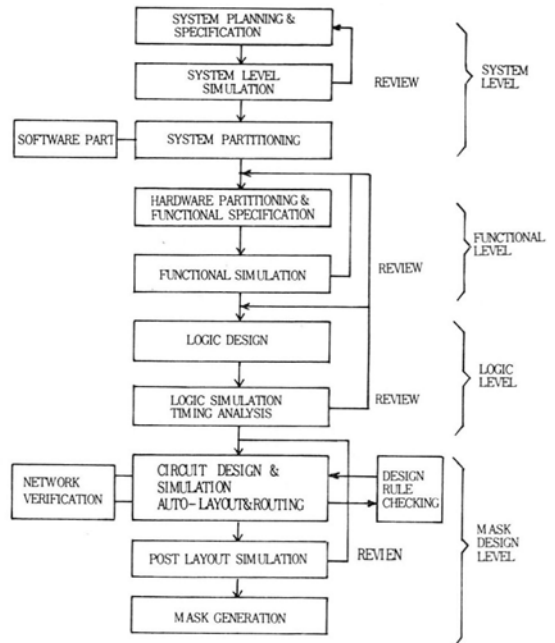 SYSTEM PLANNING &
SPECIFICATION
SYSTEM LEVEL
SIMULATION
REVIEW
SYSTEM
LEVEL
SOFTWARE PART
SYSTEM PARTITIONING
HARDWARE PARTITIONING &
FUNCTIONAL SPECIFICATION
FUNCTIONAL
LEVEL
FUNCTIONAL SIMULATION
REVIEW
LOGIC DESIGN
LOGIC
LEVEL
LOGIC SIMULATION
TIMING ANALYSIS
REVIEW
NETWORK
VERIFICATION
CIRCUIT DESIGN &
SIMULATION
AUTO-LAYOUT&ROUTING
DESIGN
RULE
CHECKING
MASK
DESIGN
LEVEL
POST LAYOUT SIMULATION
REVIEN
MASK GENERATION